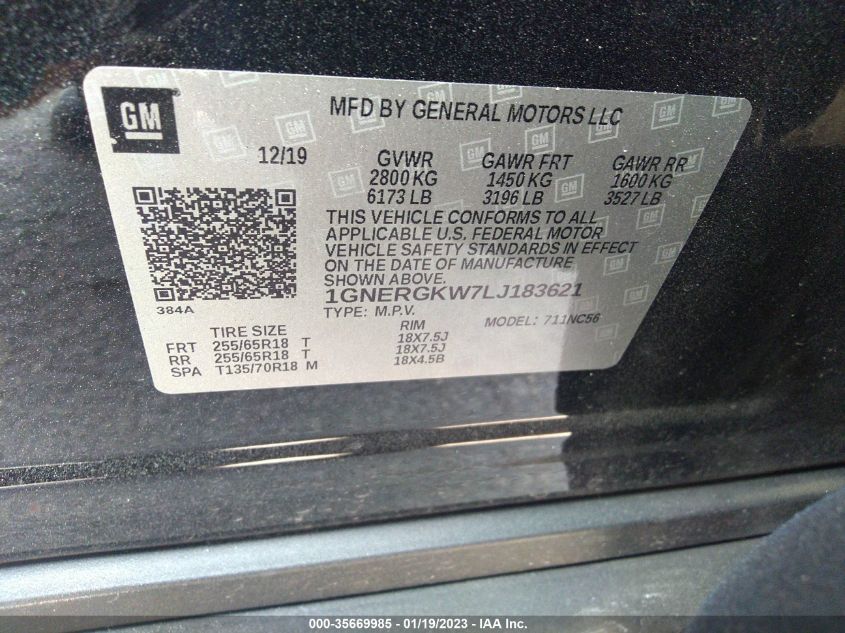 GM
MFD BY GENERAL MOTORS LLC
12/19 GVWR GAWR FRT GAWR RR
2800 KG 1450 KG 1600 KG
6173 LB 3196 LB 3527 LB
THIS VEHICLE CONFORMS TO ALL
APPLICABLE U.S. FEDERAL MOTOR
VEHICLE SAFETY STANDARDS IN EFFECT
ON THE DATE OF MANUFACTURE
SHOWN ABOVE.
384A
1GNERGKW7LJ183621
TYPE: M.P.V. MODEL: 711NC56
TIRE SIZE RIM
FRT 255/65R18 T 18X7.5J
RR 255/65R18 T 18X7.5J
SPA T135/70R18 M 18X4.5B
000-35669985 - 01/19/2023 - IAA Inc.